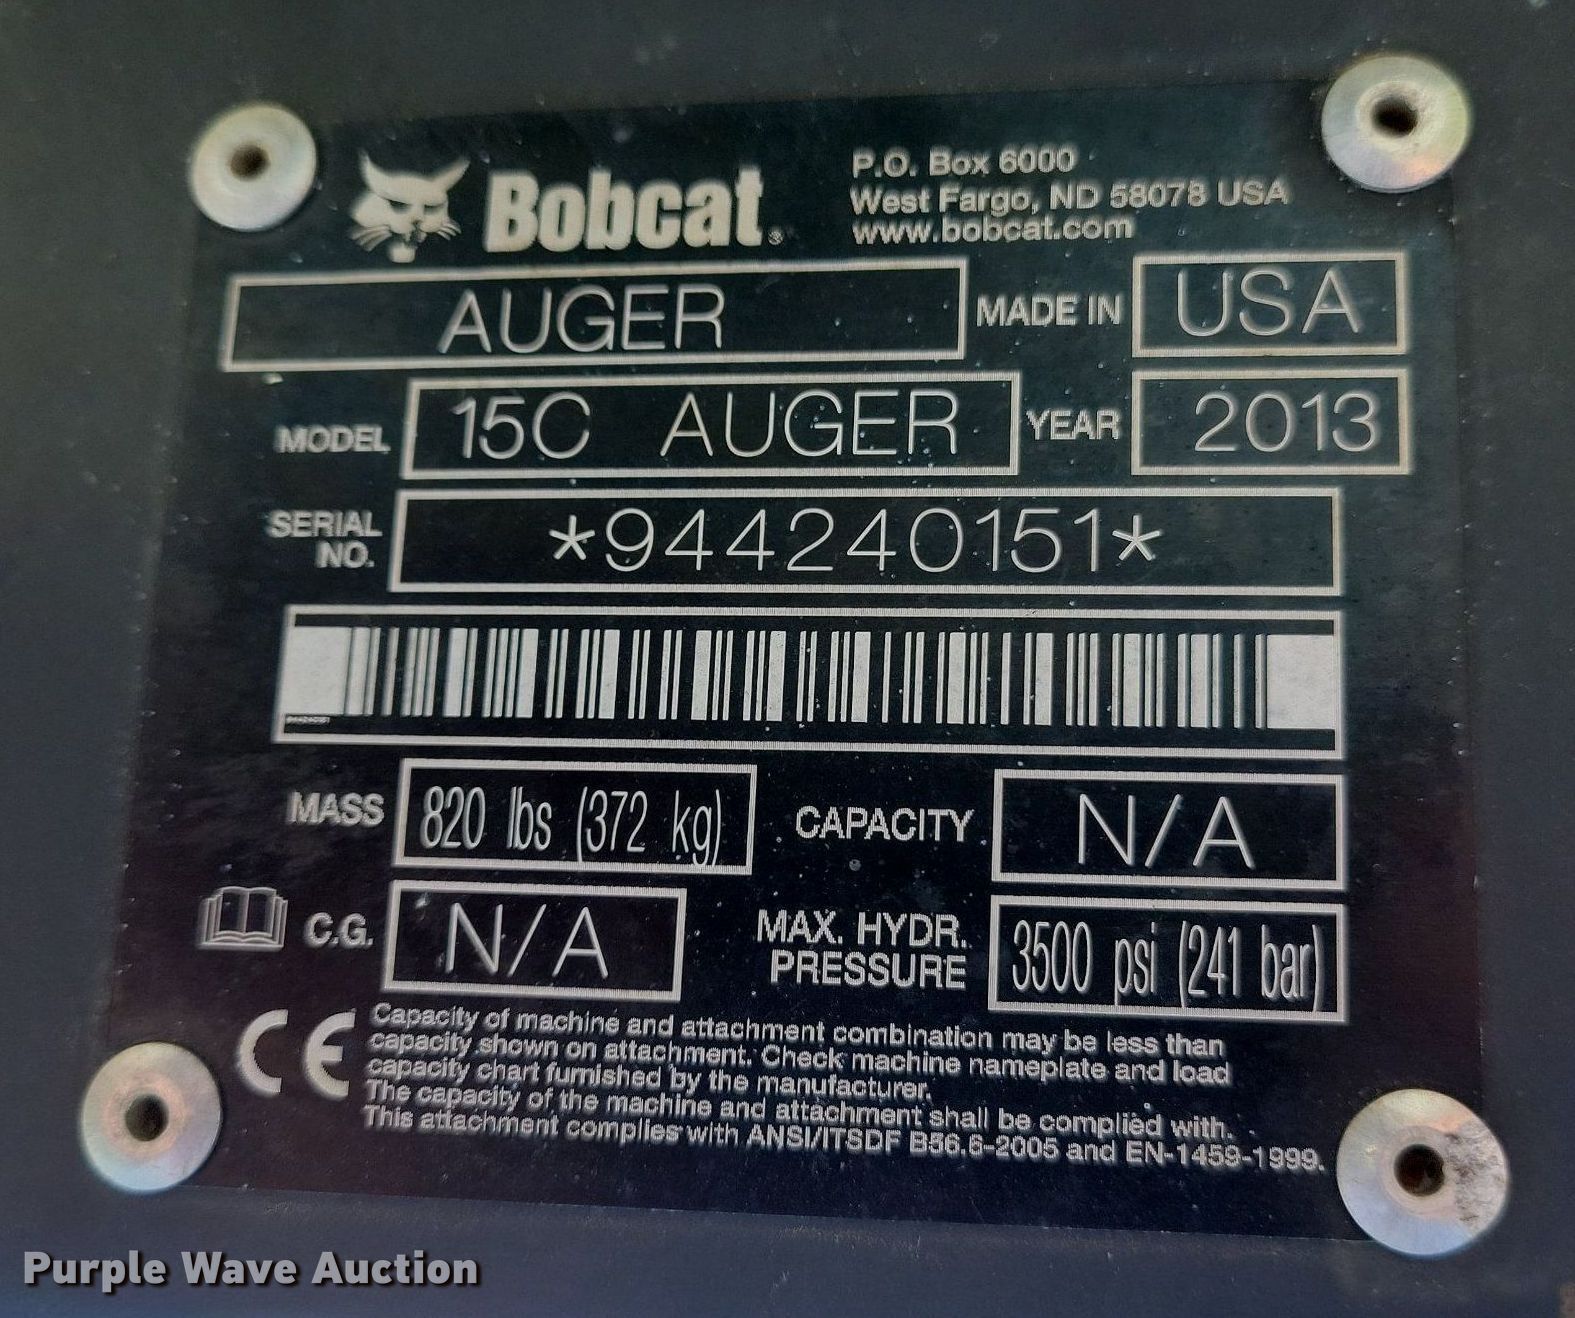 Bobcat®
P.O. Box 6000
West Fargo, ND 58078 USA
www.bobcat.com
AUGER MADE IN USA
MODEL 15C AUGER YEAR 2013
SERIAL NO. *944240151*
MASS 820 lbs (372 kg) CAPACITY N/A
C.G. N/A MAX. HYDR. PRESSURE 3500 psi (241 bar)
CE
Capacity of machine and attachment combination may be less than
capacity shown on attachment. Check machine nameplate and load
capacity chart furnished by the manufacturer.
The capacity of the machine and attachment shall be complied with.
This attachment complies with ANSI/ITSDF B56.6-2005 and EN-1459-1999.
Purple Wave Auction